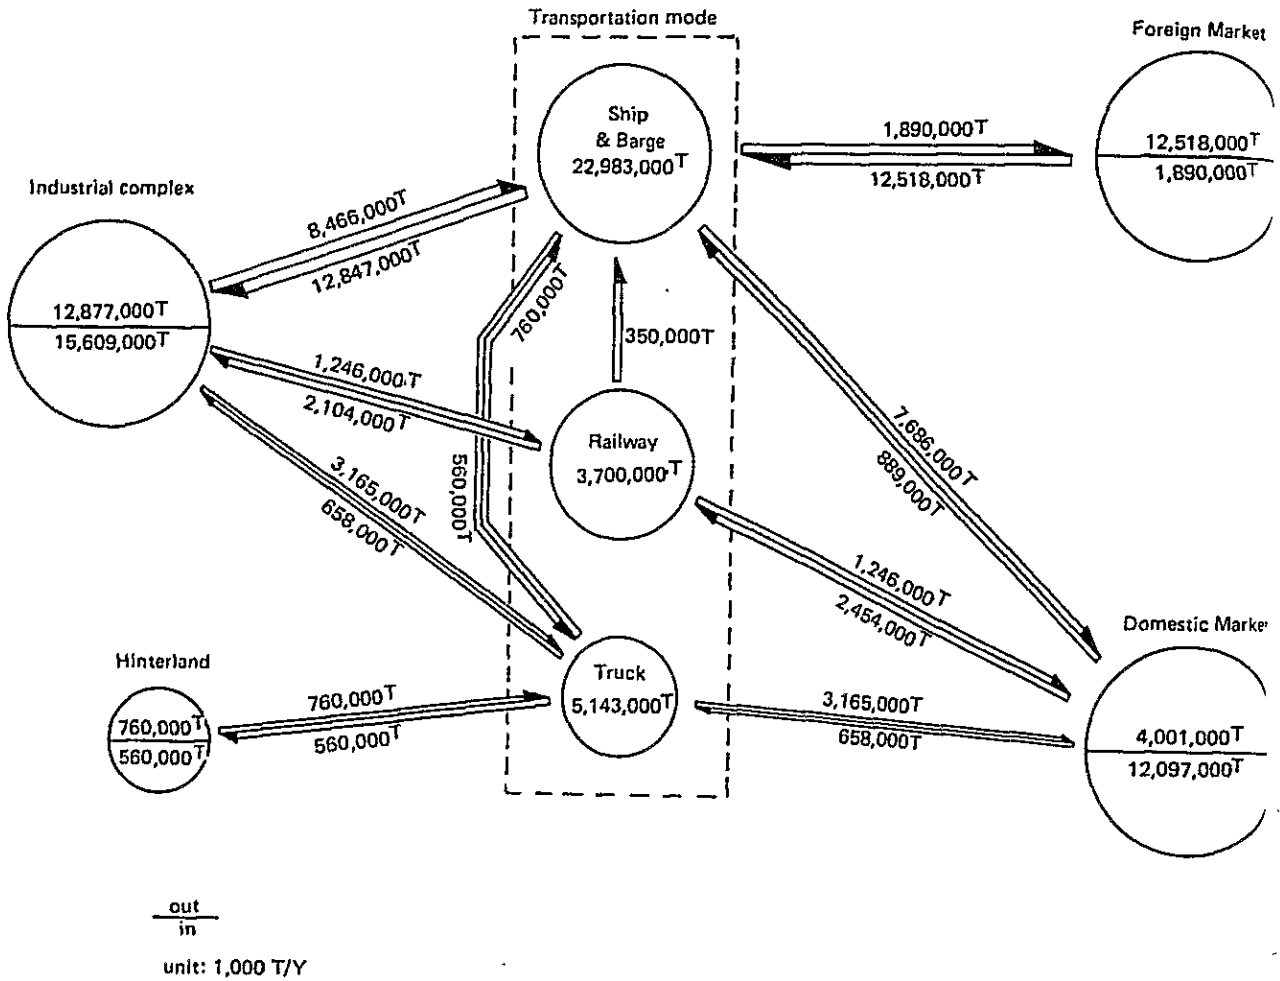 Transportation mode
Foreign Market
Ship
& Barge
22,983,000T
1,890,000T
12,518,000T
12,518,000T
1,890,000T
Industrial complex
8,466,000T
12,847,000T
12,877,000T
15,609,000T
760,000T
350,000T
1,246,000T
2,104,000T
Railway
3,700,000T
7,686,000T
889,000T
3,165,000T
658,000T
560,000T
1,246,000T
2,454,000T
Domestic Marke
Hinterland
Truck
5,143,000T
760,000T
560,000T
760,000T
560,000T
3,165,000T
658,000T
4,001,000T
12,097,000T
out
in
unit: 1,000 T/Y